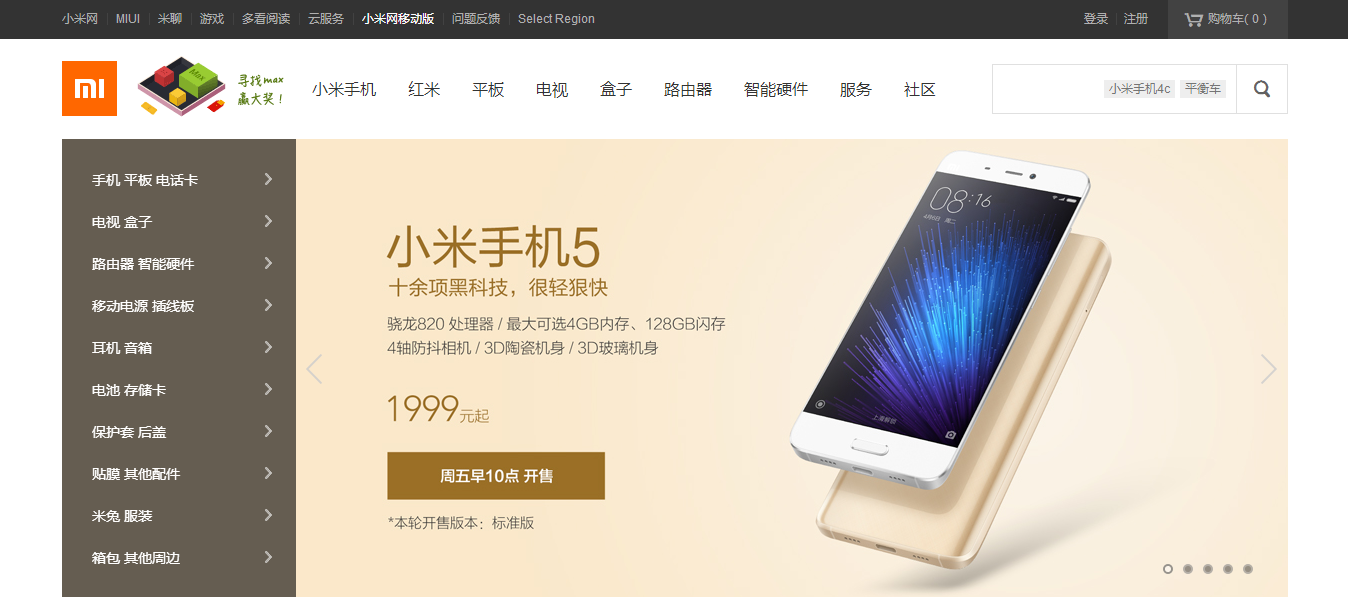 小米网 MIUI 米聊 游戏 多看阅读 云服务 小米网移动版 问题反馈 Select Region 登录 注册 购物车( 0 )
mi
Max
寻找max
赢大奖！
小米手机 红米 平板 电视 盒子 路由器 智能硬件 服务 社区 小米手机4c 平衡车
手机 平板 电话卡
电视 盒子
路由器 智能硬件
移动电源 插线板
耳机 音箱
电池 存储卡
保护套 后盖
贴膜 其他配件
米兔 服装
箱包 其他周边
小米手机5
十余项黑科技，很轻狠快
骁龙820 处理器 / 最大可选4GB内存、128GB闪存
4轴防抖相机 / 3D陶瓷机身 / 3D玻璃机身
1999元起
周五早10点 开售
*本轮开售版本：标准版
08:16
4月6日 周二
上滑解锁